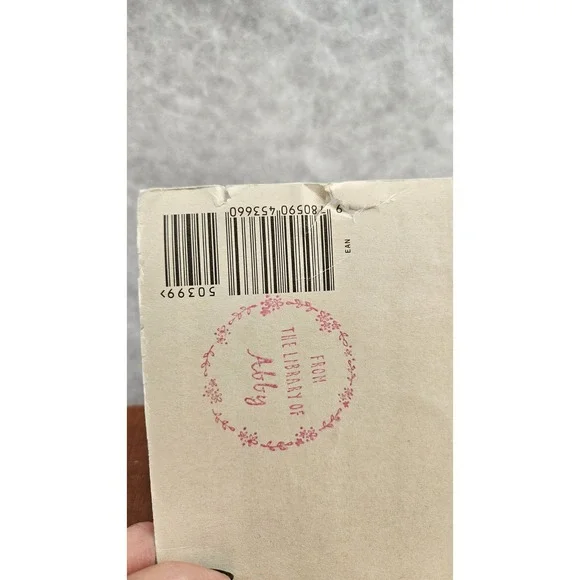 9 780590 453660
50399>
EAN
FROM
THE LIBRARY OF
Abby